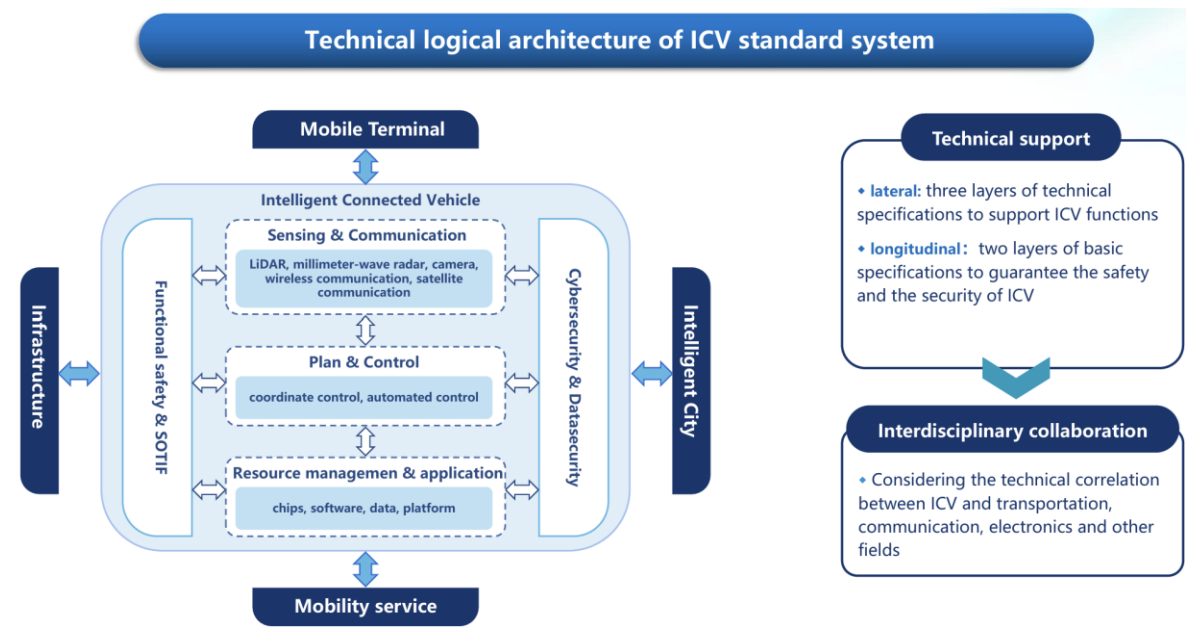 Technical logical architecture of ICV standard system
Mobile Terminal
Intelligent Connected Vehicle
Sensing & Communication
LiDAR, millimeter-wave radar, camera,
wireless communication, satellite
communication
Plan & Control
coordinate control, automated control
Resource managemen & application
chips, software, data, platform
Functional safety & SOTIF
Cybersecurity & Datasecurity
Infrastructure
Intelligent City
Mobility service
Technical support
◆ lateral: three layers of technical
specifications to support ICV functions
◆ longitudinal： two layers of basic
specifications to guarantee the safety
and the security of ICV
Interdisciplinary collaboration
◆ Considering the technical correlation
between ICV and transportation,
communication, electronics and other
fields